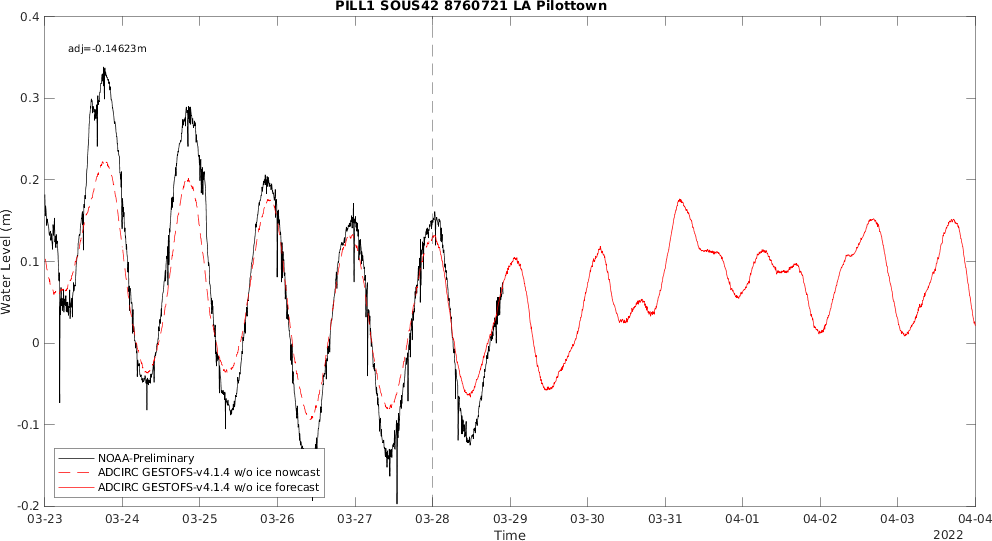 PILL1 SOUS42 8760721 LA Pilottown
adj=-0.14623m
Water Level (m)
0.4
0.3
0.2
0.1
0
-0.1
-0.2
NOAA-Preliminary
ADCIRC GESTOFS-v4.1.4 w/o ice nowcast
ADCIRC GESTOFS-v4.1.4 w/o ice forecast
03-23 03-24 03-25 03-26 03-27 03-28 03-29 03-30 03-31 04-01 04-02 04-03 04-04
Time
2022